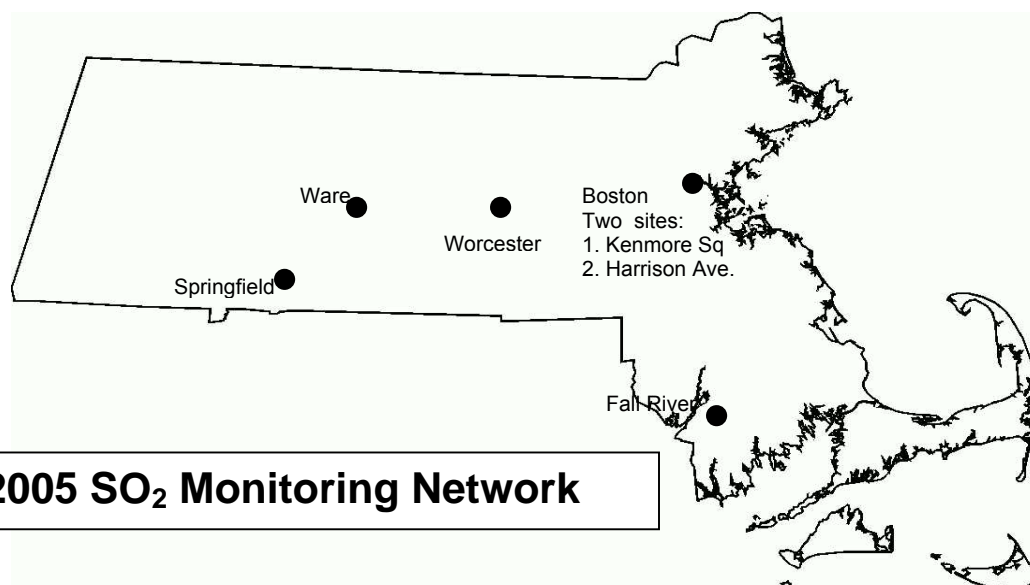 Ware
Worcester
Boston
Two sites:
1. Kenmore Sq
2. Harrison Ave.
Springfield
Fall River
2005 SO₂ Monitoring Network